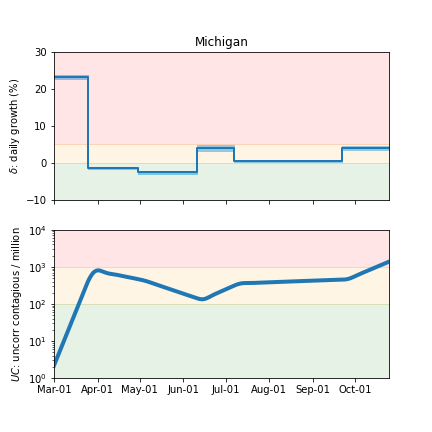 Michigan
δ: daily growth (%)
30
20
10
0
−10
UC: uncorr contagious / million
10⁴
10³
10²
10¹
10⁰
Mar-01 Apr-01 May-01 Jun-01 Jul-01 Aug-01 Sep-01 Oct-01